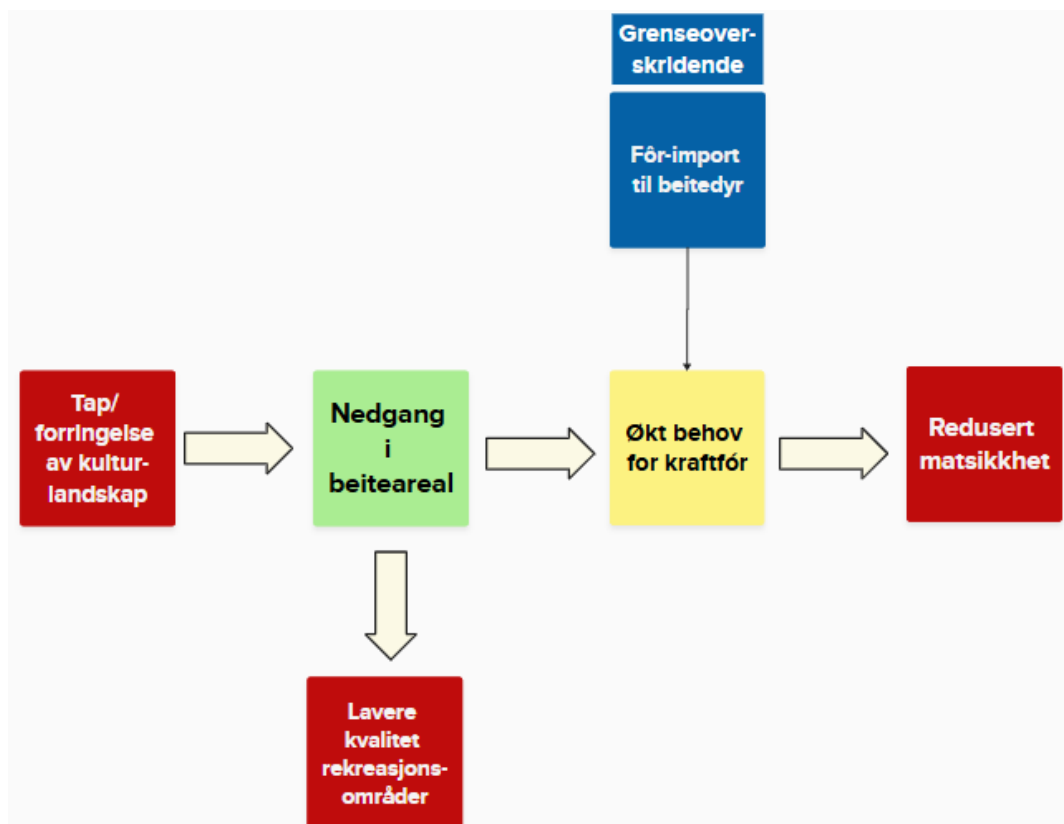 Grenseover-
skridende
Fôr-import
til beitedyr
Tap/
forringelse
av kultur-
landskap
Nedgang
i
beiteareal
Økt behov
for kraftfór
Redusert
matsikkhet
Lavere
kvalitet
rekreasjons-
områder